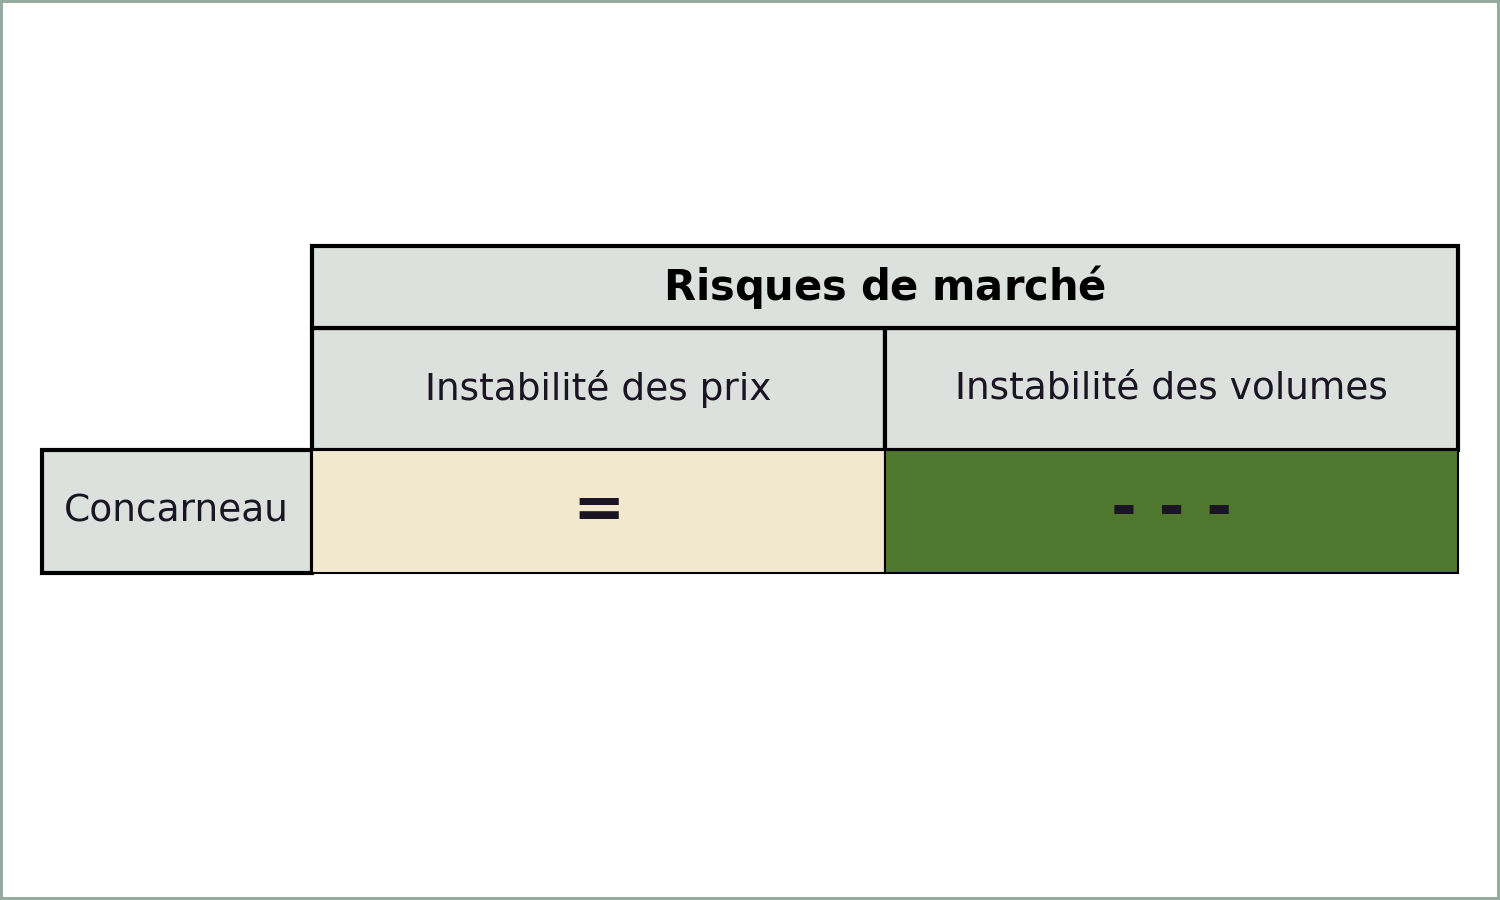 Risques de marché
Instabilité des prix
Instabilité des volumes
Concarneau
=
- - -